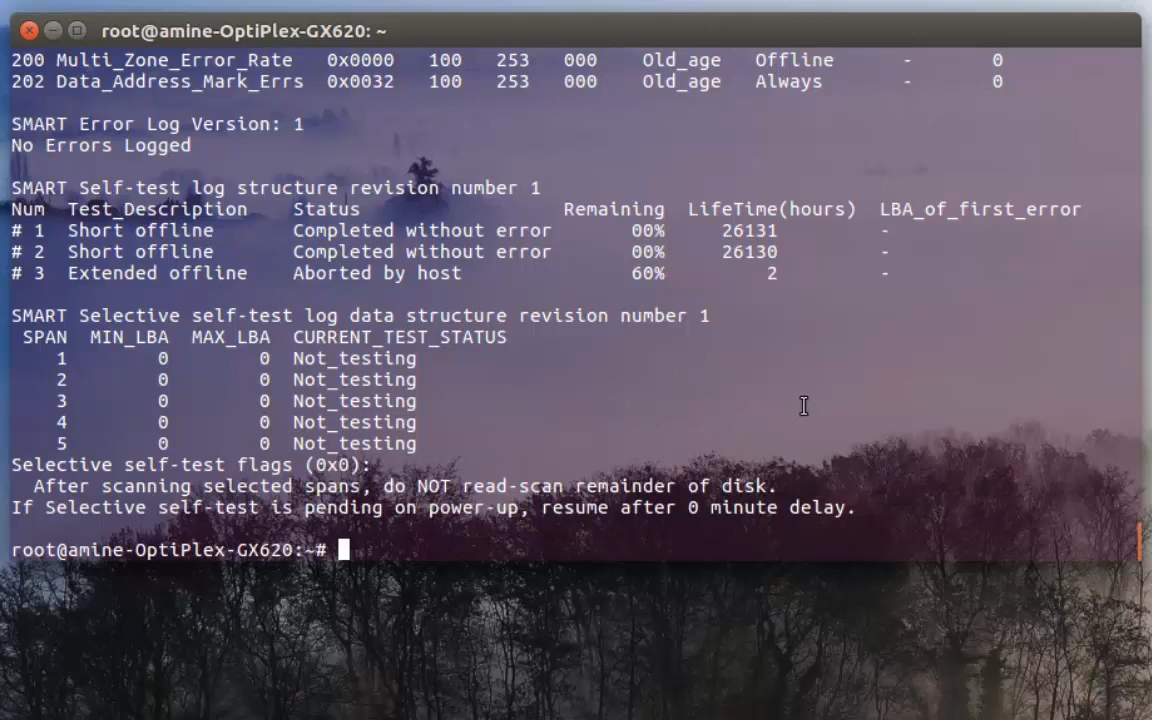 root@amine-OptiPlex-GX620: ~
200 Multi_Zone_Error_Rate 0x0000 100 253 000 Old_age Offline - 0
202 Data_Address_Mark_Errs 0x0032 100 253 000 Old_age Always - 0
SMART Error Log Version: 1
No Errors Logged
SMART Self-test log structure revision number 1
Num Test_Description Status Remaining LifeTime(hours) LBA_of_first_error
# 1 Short offline Completed without error 00% 26131 -
# 2 Short offline Completed without error 00% 26130 -
# 3 Extended offline Aborted by host 60% 2 -
SMART Selective self-test log data structure revision number 1
SPAN MIN_LBA MAX_LBA CURRENT_TEST_STATUS
1 0 0 Not_testing
2 0 0 Not_testing
3 0 0 Not_testing
4 0 0 Not_testing
5 0 0 Not_testing
Selective self-test flags (0x0):
After scanning selected spans, do NOT read-scan remainder of disk.
If Selective self-test is pending on power-up, resume after 0 minute delay.
root@amine-OptiPlex-GX620:~#